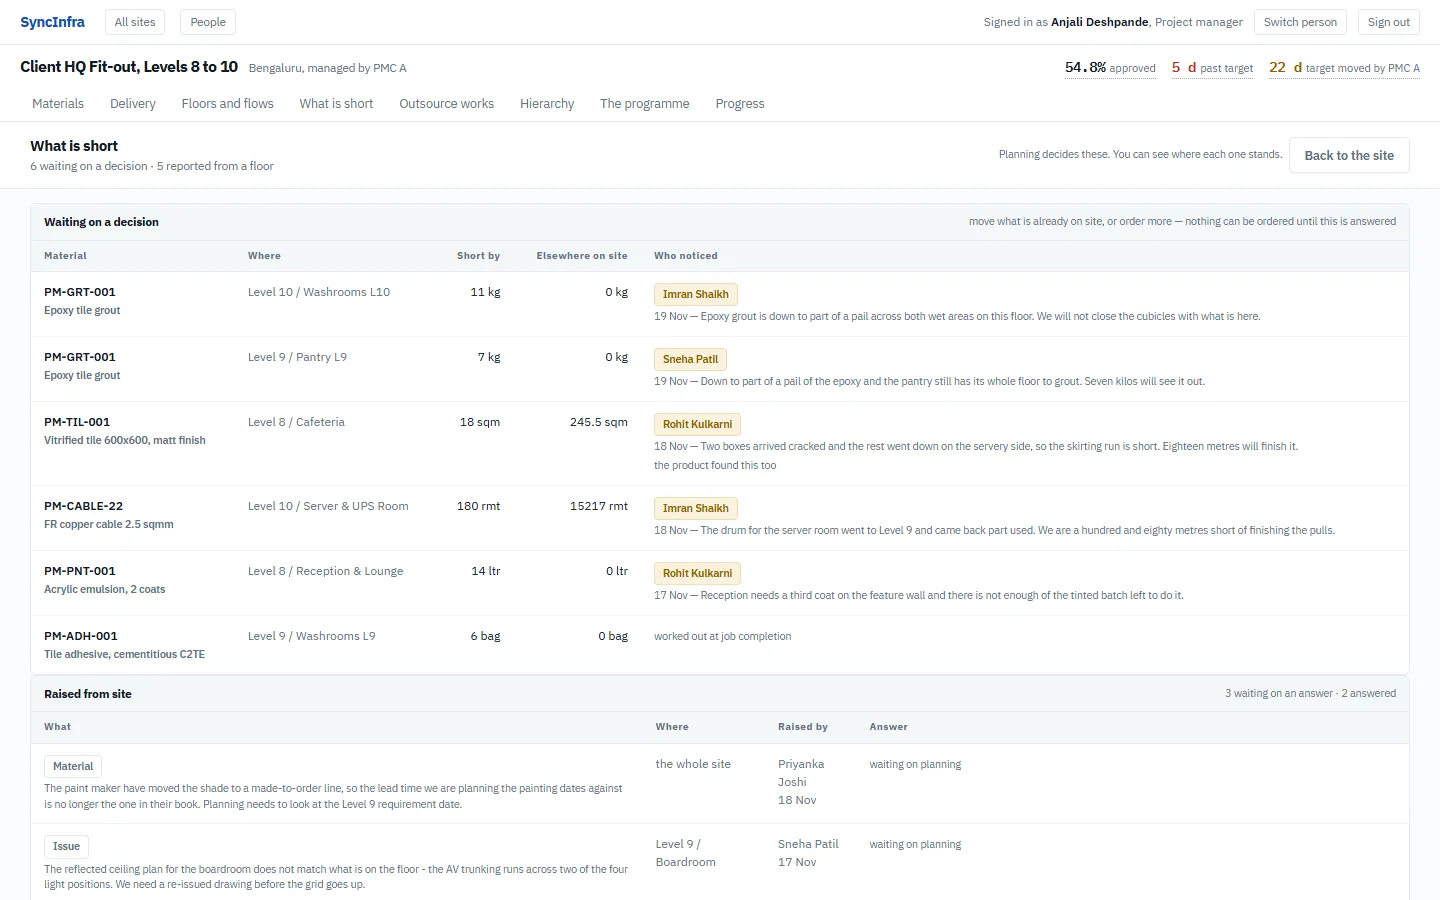 SyncInfra
All sites
People
Signed in as Anjali Deshpande, Project manager
Switch person
Sign out
Client HQ Fit-out, Levels 8 to 10
Bengaluru, managed by PMC A
54.8% approved
5 d past target
22 d target moved by PMC A
Materials
Delivery
Floors and flows
What is short
Outsource works
Hierarchy
The programme
Progress
What is short
6 waiting on a decision · 5 reported from a floor
Planning decides these. You can see where each one stands.
Back to the site
Waiting on a decision
move what is already on site, or order more — nothing can be ordered until this is answered
Material
Where
Short by
Elsewhere on site
Who noticed
PM-GRT-001
Epoxy tile grout
Level 10 / Washrooms L10
11 kg
0 kg
Imran Shaikh
19 Nov — Epoxy grout is down to part of a pail across both wet areas on this floor. We will not close the cubicles with what is here.
PM-GRT-001
Epoxy tile grout
Level 9 / Pantry L9
7 kg
0 kg
Sneha Patil
19 Nov — Down to part of a pail of the epoxy and the pantry still has its whole floor to grout. Seven kilos will see it out.
PM-TIL-001
Vitrified tile 600x600, matt finish
Level 8 / Cafeteria
18 sqm
245.5 sqm
Rohit Kulkarni
18 Nov — Two boxes arrived cracked and the rest went down on the servery side, so the skirting run is short. Eighteen metres will finish it.
the product found this too
PM-CABLE-22
FR copper cable 2.5 sqmm
Level 10 / Server & UPS Room
180 rmt
15217 rmt
Imran Shaikh
18 Nov — The drum for the server room went to Level 9 and came back part used. We are a hundred and eighty metres short of finishing the pulls.
PM-PNT-001
Acrylic emulsion, 2 coats
Level 8 / Reception & Lounge
14 ltr
0 ltr
Rohit Kulkarni
17 Nov — Reception needs a third coat on the feature wall and there is not enough of the tinted batch left to do it.
PM-ADH-001
Tile adhesive, cementitious C2TE
Level 9 / Washrooms L9
6 bag
0 bag
worked out at job completion
Raised from site
3 waiting on an answer · 2 answered
What
Where
Raised by
Answer
Material
The paint maker have moved the shade to a made-to-order line, so the lead time we are planning the painting dates against
is no longer the one in their book. Planning needs to look at the Level 9 requirement date.
the whole site
Priyanka
Joshi
18 Nov
waiting on planning
Issue
The reflected ceiling plan for the boardroom does not match what is on the floor - the AV trunking runs across two of the four
light positions. We need a re-issued drawing before the grid goes up.
Level 9 /
Boardroom
Sneha Patil
17 Nov
waiting on planning